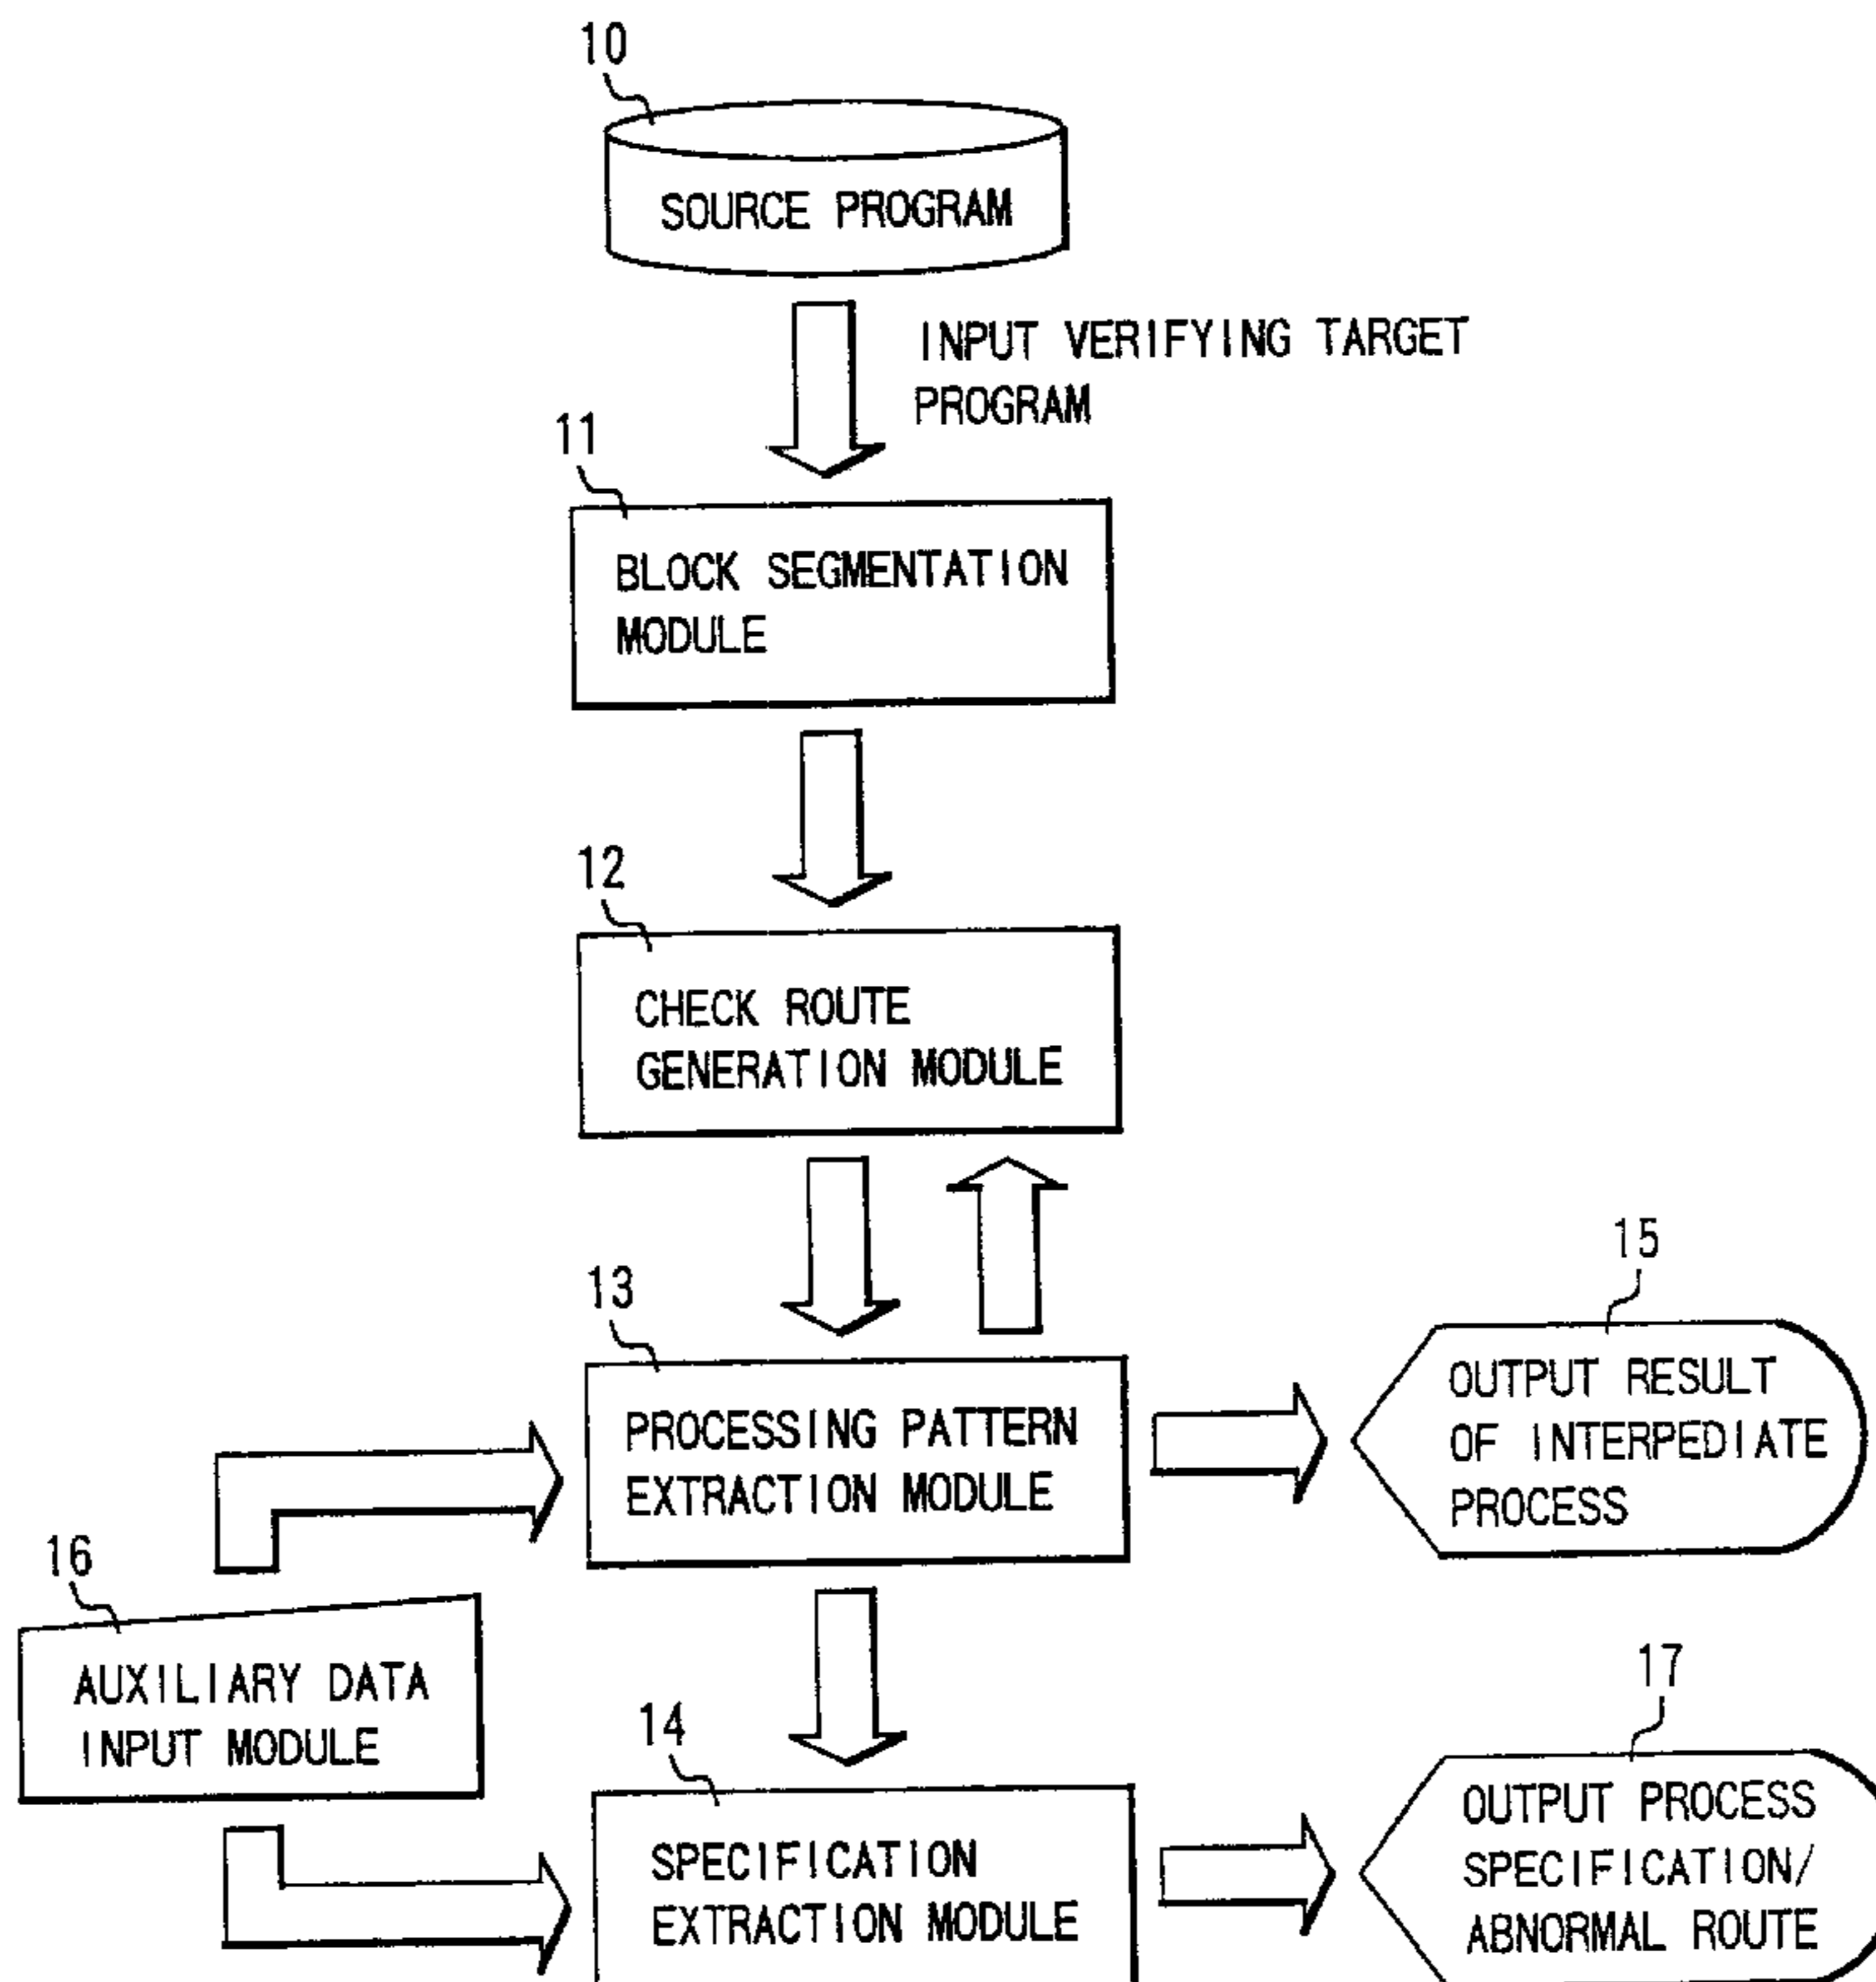 10
SOURCE PROGRAM
INPUT VERIFYING TARGET
PROGRAM
11
BLOCK SEGMENTATION
MODULE
12
CHECK ROUTE
GENERATION MODULE
13
PROCESSING PATTERN
EXTRACTION MODULE
15
OUTPUT RESULT
OF INTERPEDIATE
PROCESS
16
AUXILIARY DATA
INPUT MODULE
14
SPECIFICATION
EXTRACTION MODULE
17
OUTPUT PROCESS
SPECIFICATION/
ABNORMAL ROUTE